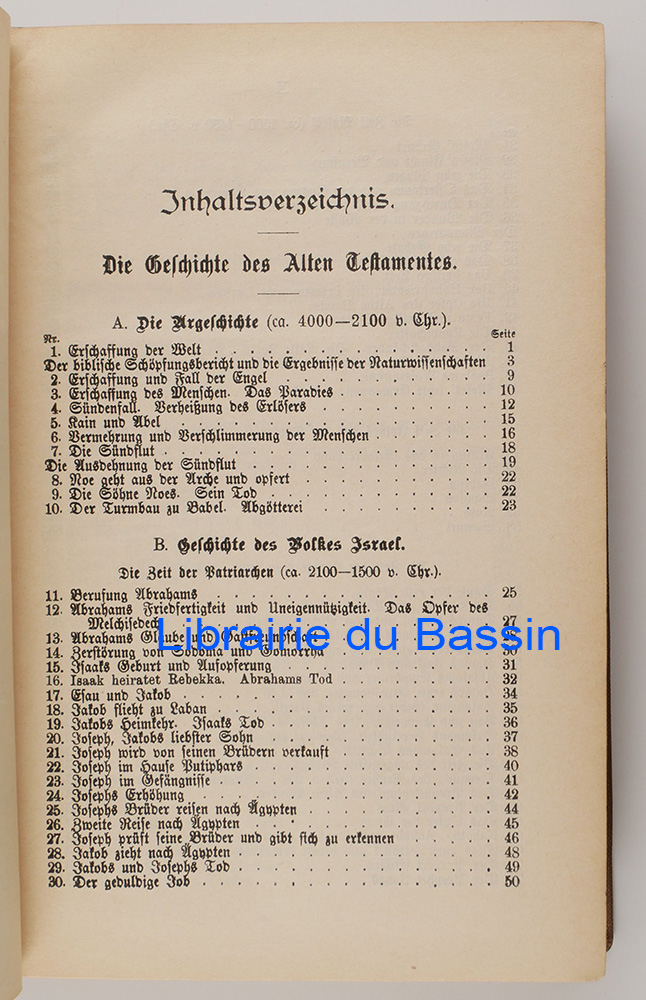 Inhaltsverzeichnis.
Die Geschichte des Alten Testamentes.
A. Die Urgeschichte (ca. 4000—2100 v. Chr.).
Nr. Seite
1. Erschaffung der Welt 1
Der biblische Schöpfungsbericht und die Ergebnisse der Naturwissenschaften 3
2. Erschaffung und Fall der Engel 9
3. Erschaffung des Menschen. Das Paradies 10
4. Sündenfall. Verheißung des Erlösers 12
5. Kain und Abel 15
6. Vermehrung und Verschlimmerung der Menschen 16
7. Die Sündflut 18
Die Ausdehnung der Sündflut 19
8. Noe geht aus der Arche und opfert 22
9. Die Söhne Noes. Sein Tod 22
10. Der Turmbau zu Babel. Abgötterei 23
B. Geschichte des Volkes Israel.
Die Zeit der Patriarchen (ca. 2100—1500 v. Chr.).
11. Berufung Abrahams 25
12. Abrahams Friedfertigkeit und Uneigennützigkeit. Das Opfer des
Melchisedech 27
Librairie du Bassin
13. Abrahams Glaube und Gastfreundschaft
14. Zerstörung von Sodoma und Gomorrha 30
15. Isaaks Geburt und Aufopferung 31
16. Isaak heiratet Rebekka. Abrahams Tod 32
17. Esau und Jakob 34
18. Jakob flieht zu Laban 35
19. Jakobs Heimkehr. Isaaks Tod 36
20. Joseph, Jakobs liebster Sohn 37
21. Joseph wird von seinen Brüdern verkauft 38
22. Joseph im Hause Putiphars 40
23. Joseph im Gefängnisse 41
24. Josephs Erhöhung 42
25. Josephs Brüder reisen nach Ägypten 44
26. Zweite Reise nach Ägypten 45
27. Joseph prüft seine Brüder und gibt sich zu erkennen 46
28. Jakob zieht nach Ägypten 48
29. Jakobs und Josephs Tod 49
30. Der geduldige Job 50